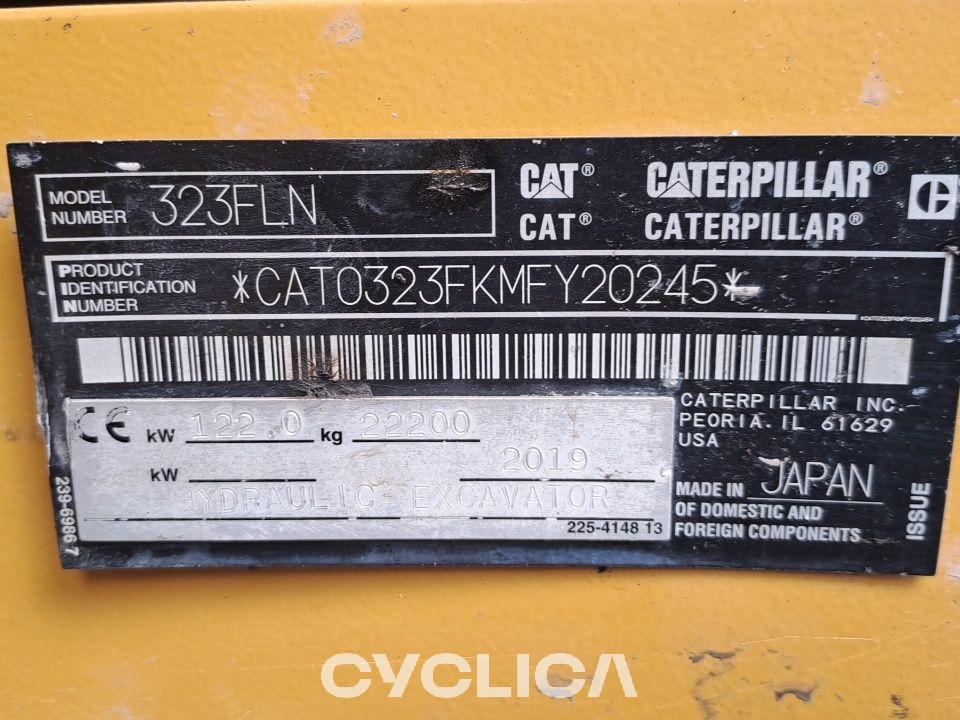 MODEL NUMBER 323FLN
CAT® CATERPILLAR®
CAT® CATERPILLAR®
PRODUCT IDENTIFICATION NUMBER *CAT0323FKMFY20245*
*CAT0323FKMFY20245*
CE kW 122.0 kg 22200
kW 2019
HYDRAULIC EXCAVATOR
225-4148 13
239-6986 7
CATERPILLAR INC.
PEORIA. IL 61629
USA
MADE IN JAPAN
OF DOMESTIC AND
FOREIGN COMPONENTS
ISSUE
CYCLICA